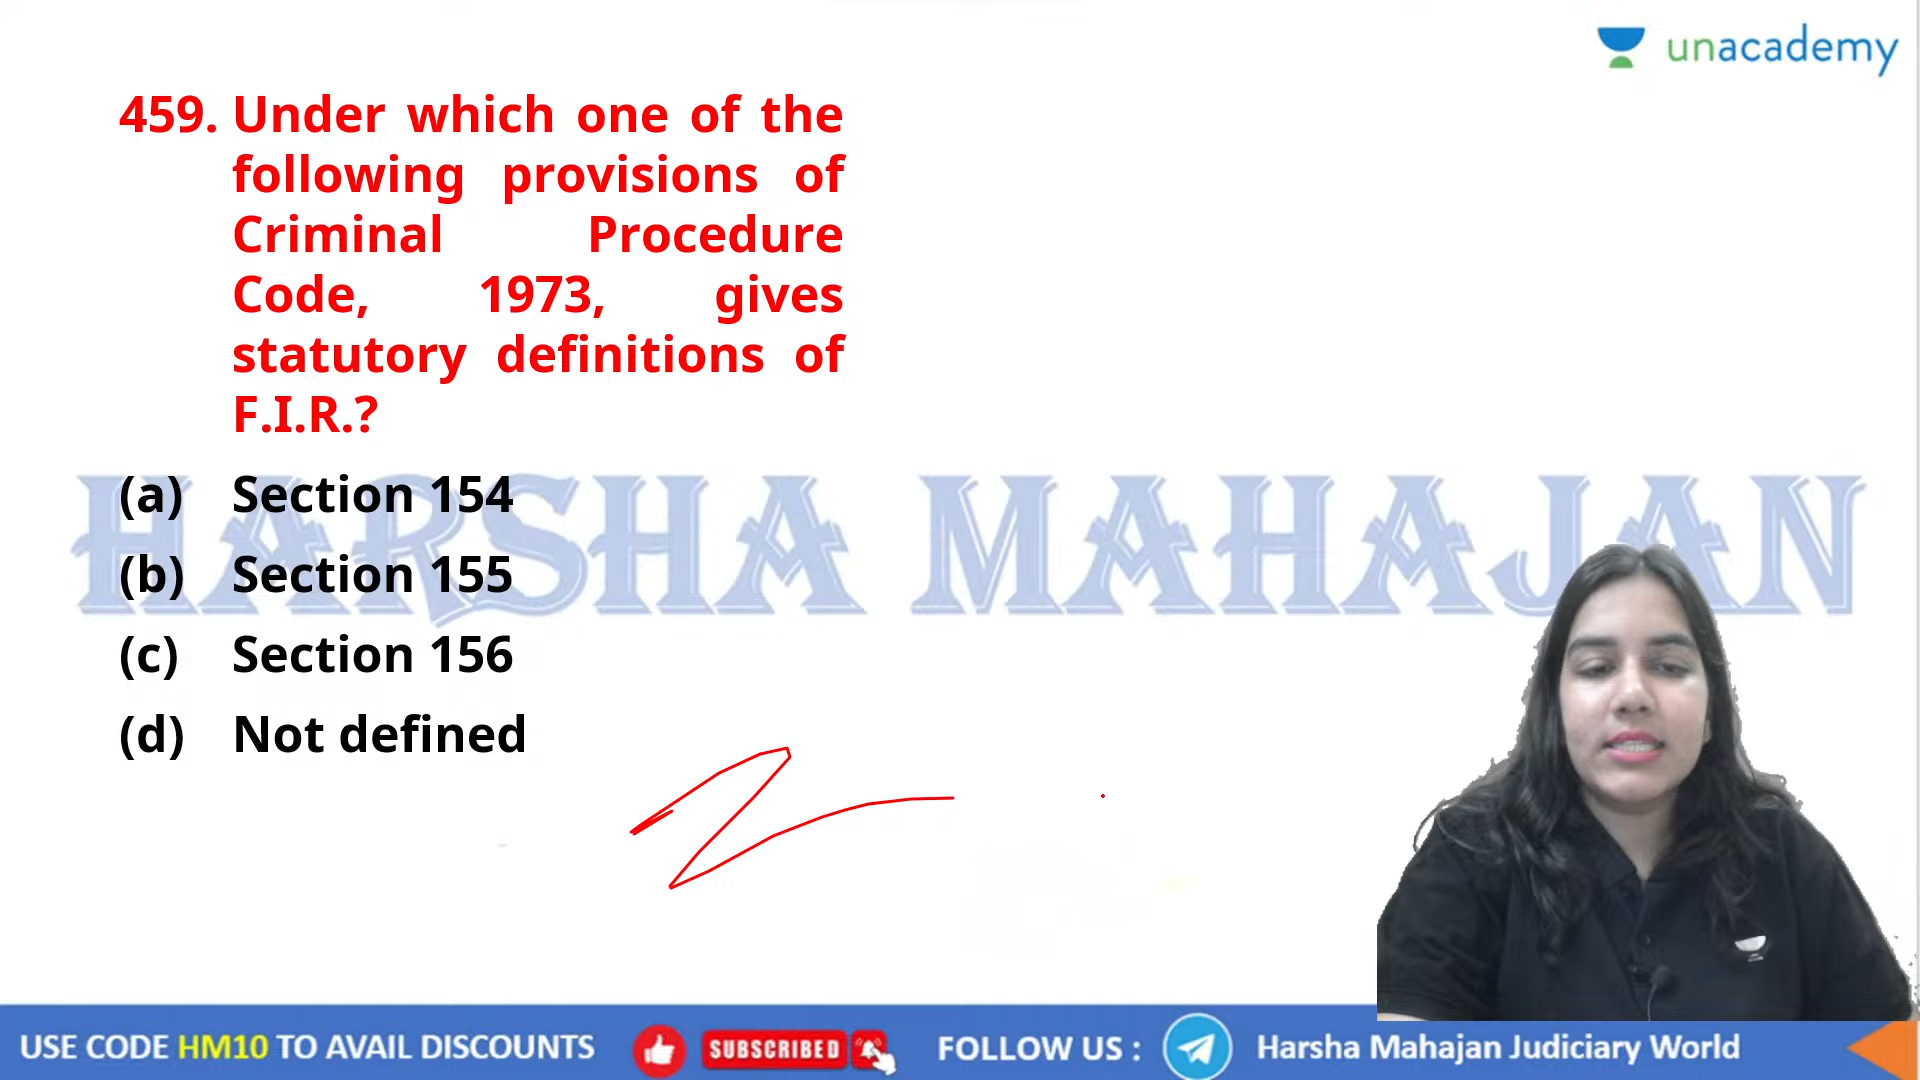 unacademy
459. Under which one of the
following provisions of
Criminal Procedure
Code, 1973, gives
statutory definitions of
F.I.R.?
HARSHA MAHAJAN
(a) Section 154
(b) Section 155
(c) Section 156
(d) Not defined
USE CODE HM10 TO AVAIL DISCOUNTS
SUBSCRIBED
FOLLOW US :
Harsha Mahajan Judiciary World